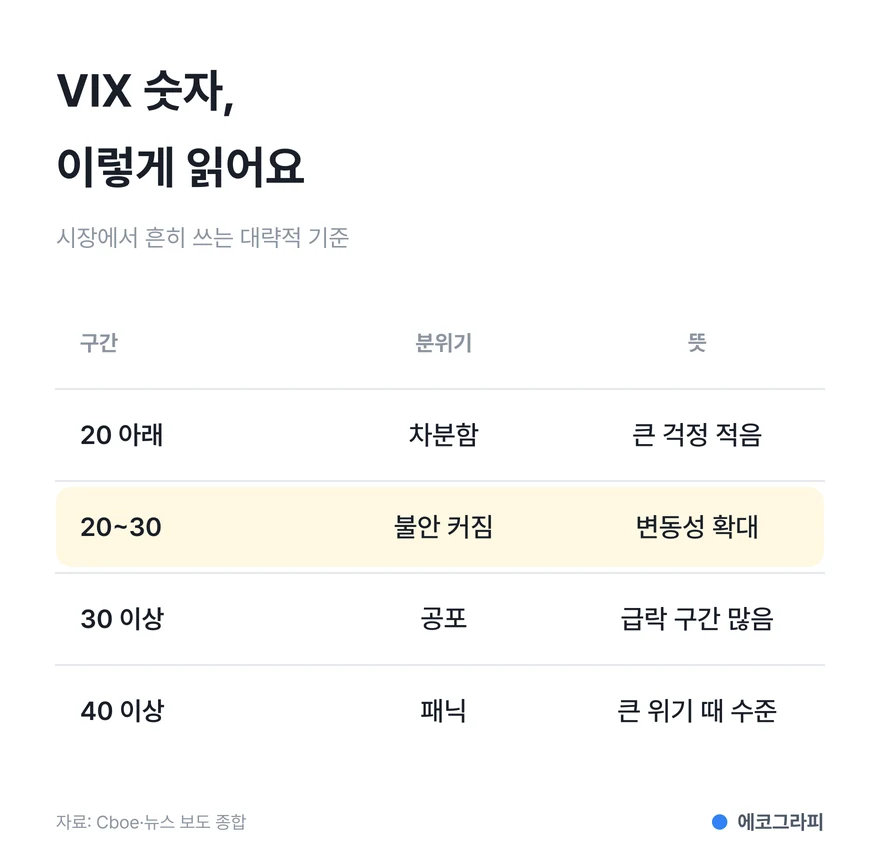 VIX 숫자,
이렇게 읽어요
시장에서 흔히 쓰는 대략적 기준
구간 분위기 뜻
20 아래 차분함 큰 걱정 적음
20~30 불안 커짐 변동성 확대
30 이상 공포 급락 구간 많음
40 이상 패닉 큰 위기 때 수준
자료: Cboe·뉴스 보도 종합
에코그라피